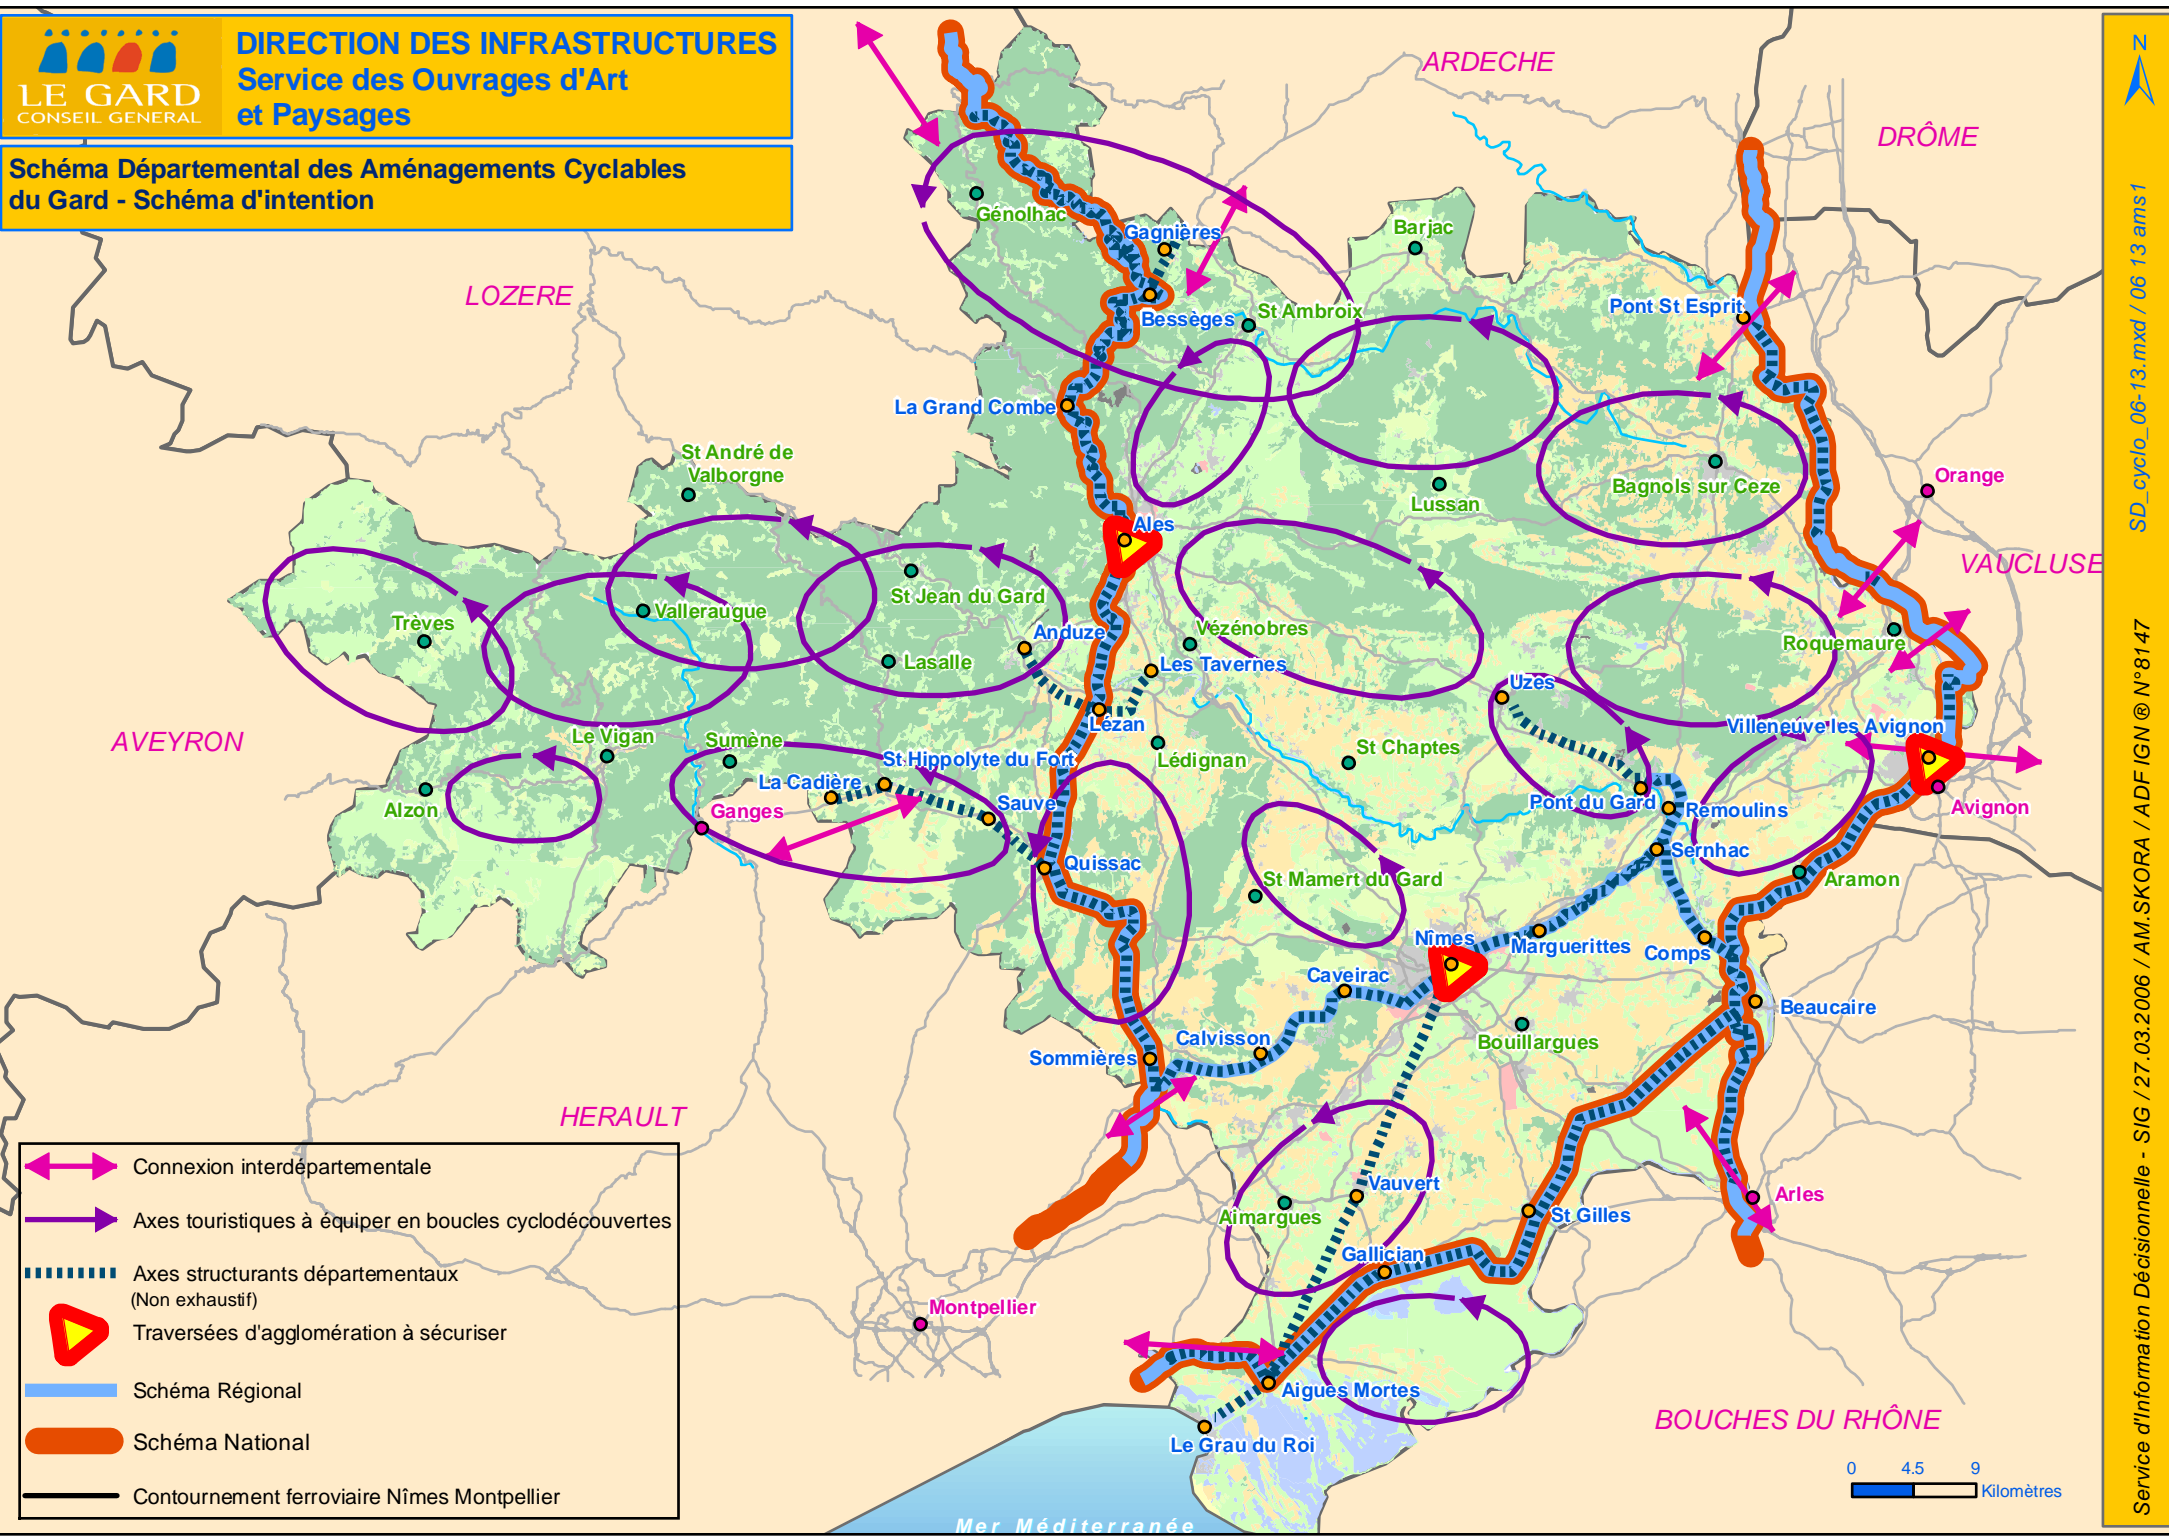 LE GARD
CONSEIL GENERAL
DIRECTION DES INFRASTRUCTURES
Service des Ouvrages d'Art
et Paysages
Schéma Départemental des Aménagements Cyclables
du Gard - Schéma d'intention
ARDECHE
DRÔME
LOZERE
VAUCLUSE
AVEYRON
HERAULT
BOUCHES DU RHÔNE
Génolhac
Gagnières
Barjac
Bessèges
St Ambroix
Pont St Esprit
La Grand Combe
St André de
Valborgne
Lussan
Bagnols sur Ceze
Orange
Ales
St Jean du Gard
Valleraugue
Trèves
Anduze
Vézénobres
Roquemaure
Lasalle
Les Tavernes
Uzes
Lézan
Villeneuve les Avignon
Le Vigan
Sumène
St Hippolyte du Fort
Lédignan
St Chaptes
La Cadière
Alzon
Ganges
Sauve
Pont du Gard
Remoulins
Avignon
Quissac
Sernhac
St Mamert du Gard
Aramon
Nîmes
Marguerittes
Comps
Caveirac
Beaucaire
Calvisson
Bouillargues
Sommières
Vauvert
Arles
Aimargues
St Gilles
Gallician
Montpellier
Aigues Mortes
Le Grau du Roi
Mer Méditerranée
Connexion interdépartementale
Axes touristiques à équiper en boucles cyclodécouvertes
Axes structurants départementaux
(Non exhaustif)
Traversées d'agglomération à sécuriser
Schéma Régional
Schéma National
Contournement ferroviaire Nîmes Montpellier
0 4.5 9
Kilomètres
N
SD_cyclo_06-13.mxd / 06 13 ams1
Service d'Information Décisionnelle - SIG / 27.03.2006 / AM.SKORA / ADF IGN ® N°8147